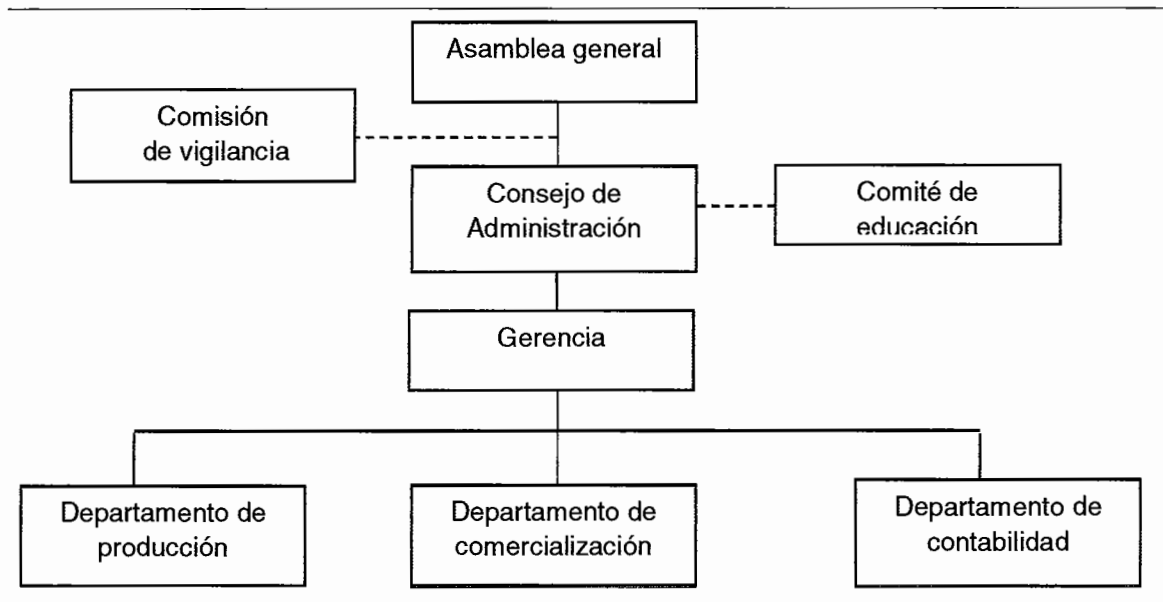 Asamblea general
Comisión
de vigilancia
Consejo de
Administración
Comité de
educación
Gerencia
Departamento de
producción
Departamento de
comercialización
Departamento de
contabilidad